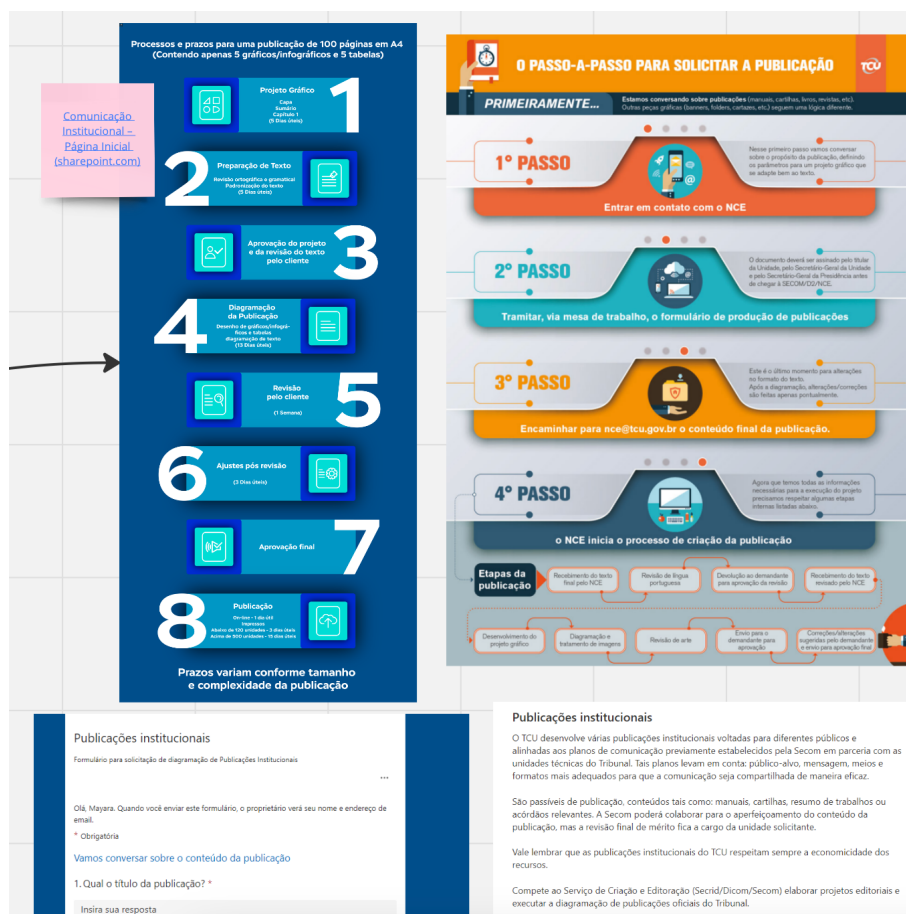 Comunicação
Institucional –
Página Inicial
(sharepoint.com)
Processos e prazos para uma publicação de 100 páginas em A4
(Contendo apenas 5 gráficos/infográficos e 5 tabelas)
1
Projeto Gráfico
Capa
Sumário
Capítulo 1
(5 Dias úteis)
2
Preparação de Texto
Revisão ortográfica e gramatical
Padronização do texto
(5 Dias úteis)
3
Aprovação do projeto
e da revisão do texto
pelo cliente
4
Diagramação
da Publicação
Desenho de gráficos/infográ-
ficos e tabelas
diagramação de texto
(13 Dias úteis)
5
Revisão
pelo cliente
(1 Semana)
6
Ajustes pós revisão
(3 Dias úteis)
7
Aprovação final
8
Publicação
On-line - 1 dia útil
Impressos
Abaixo de 120 unidades - 3 dias úteis
Acima de 500 unidades - 15 dias úteis
Prazos variam conforme tamanho
e complexidade da publicação
O PASSO-A-PASSO PARA SOLICITAR A PUBLICAÇÃO
TCU
PRIMEIRAMENTE...
Estamos conversando sobre publicações (manuais, cartilhas, livros, revistas, etc).
Outras peças gráficas (banners, folders, cartazes, etc.) seguem uma lógica diferente.
1º PASSO
Nesse primeiro passo vamos conversar
sobre o propósito da publicação, definindo
os parâmetros para um projeto gráfico que
se adapte bem ao texto.
Entrar em contato com o NCE
2º PASSO
O documento deverá ser assinado pelo titular
da Unidade, pelo Secretário-Geral da Unidade
e pelo Secretário-Geral da Presidência antes
de chegar à SECOM/D2/NCE.
Tramitar, via mesa de trabalho, o formulário de produção de publicações
3º PASSO
Este é o último momento para alterações
no formato do texto.
Após a diagramação, alterações/correções
são feitas apenas pontualmente.
Encaminhar para nce@tcu.gov.br o conteúdo final da publicação.
4º PASSO
Agora que temos todas as informações
necessárias para a execução do projeto
precisamos respeitar algumas etapas
internas listadas abaixo.
o NCE inicia o processo de criação da publicação
Etapas da
publicação
Recebimento do texto
final pelo NCE
Revisão de língua
portuguesa
Devolução ao demandante
para aprovação da revisão
Recebimento do texto
revisado pelo NCE
Desenvolvimento do
projeto gráfico
Diagramação e
tratamento de imagens
Revisão de arte
Envio para o
demandante para
aprovação
Correções/alterações
sugeridas pelo demandante
e envio para aprovação final
Publicações institucionais
Formulário para solicitação de diagramação de Publicações Institucionais
...
Olá, Mayara. Quando você enviar este formulário, o proprietário verá seu nome e endereço de
email.
* Obrigatória
Vamos conversar sobre o conteúdo da publicação
1. Qual o título da publicação? *
Insira sua resposta
Publicações institucionais
O TCU desenvolve várias publicações institucionais voltadas para diferentes públicos e
alinhadas aos planos de comunicação previamente estabelecidos pela Secom em parceria com as
unidades técnicas do Tribunal. Tais planos levam em conta: público-alvo, mensagem, meios e
formatos mais adequados para que a comunicação seja compartilhada de maneira eficaz.
São passíveis de publicação, conteúdos tais como: manuais, cartilhas, resumo de trabalhos ou
acórdãos relevantes. A Secom poderá colaborar para o aperfeiçoamento do conteúdo da
publicação, mas a revisão final de mérito fica a cargo da unidade solicitante.
Vale lembrar que as publicações institucionais do TCU respeitam sempre a economicidade dos
recursos.
Compete ao Serviço de Criação e Editoração (Secrid/Dicom/Secom) elaborar projetos editoriais e
executar a diagramação de publicações oficiais do Tribunal.